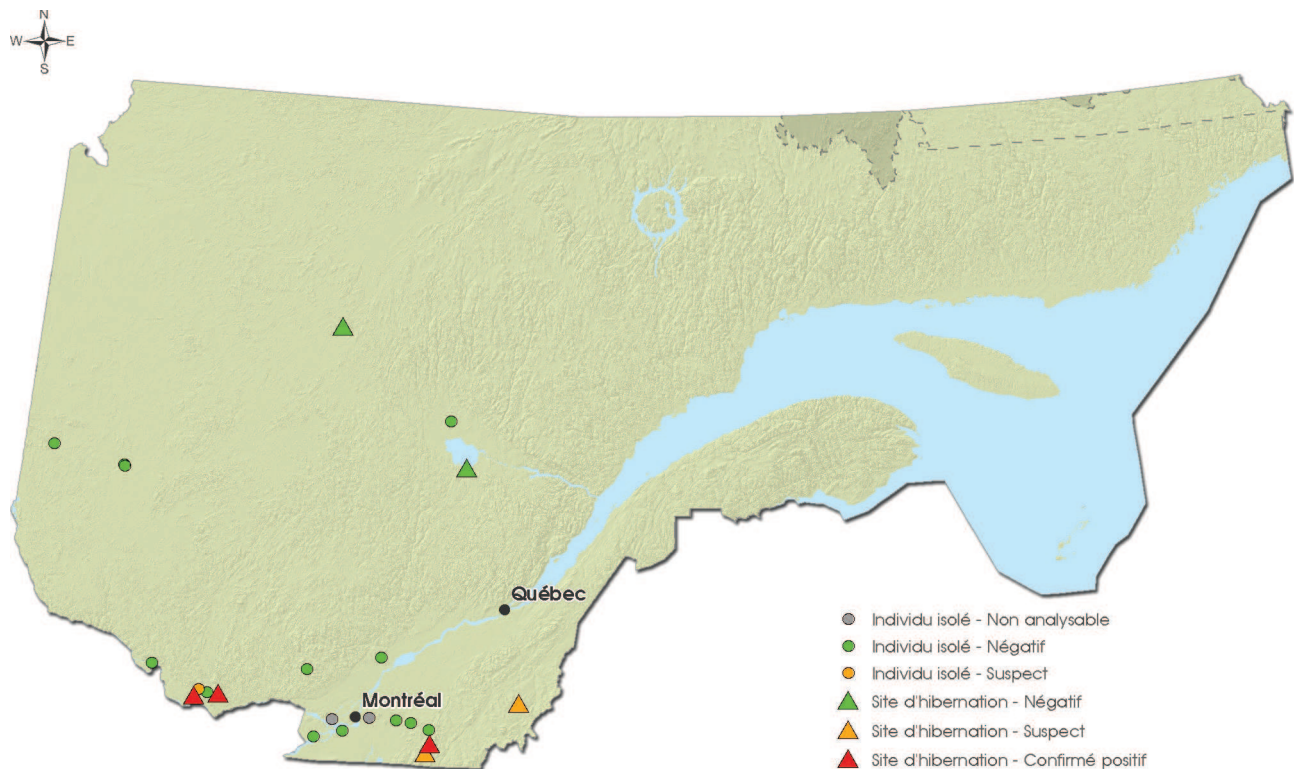 N
W E
S
Québec
Montréal
Individu isolé - Non analysable
Individu isolé - Négatif
Individu isolé - Suspect
Site d'hibernation - Négatif
Site d'hibernation - Suspect
Site d'hibernation - Confirmé positif